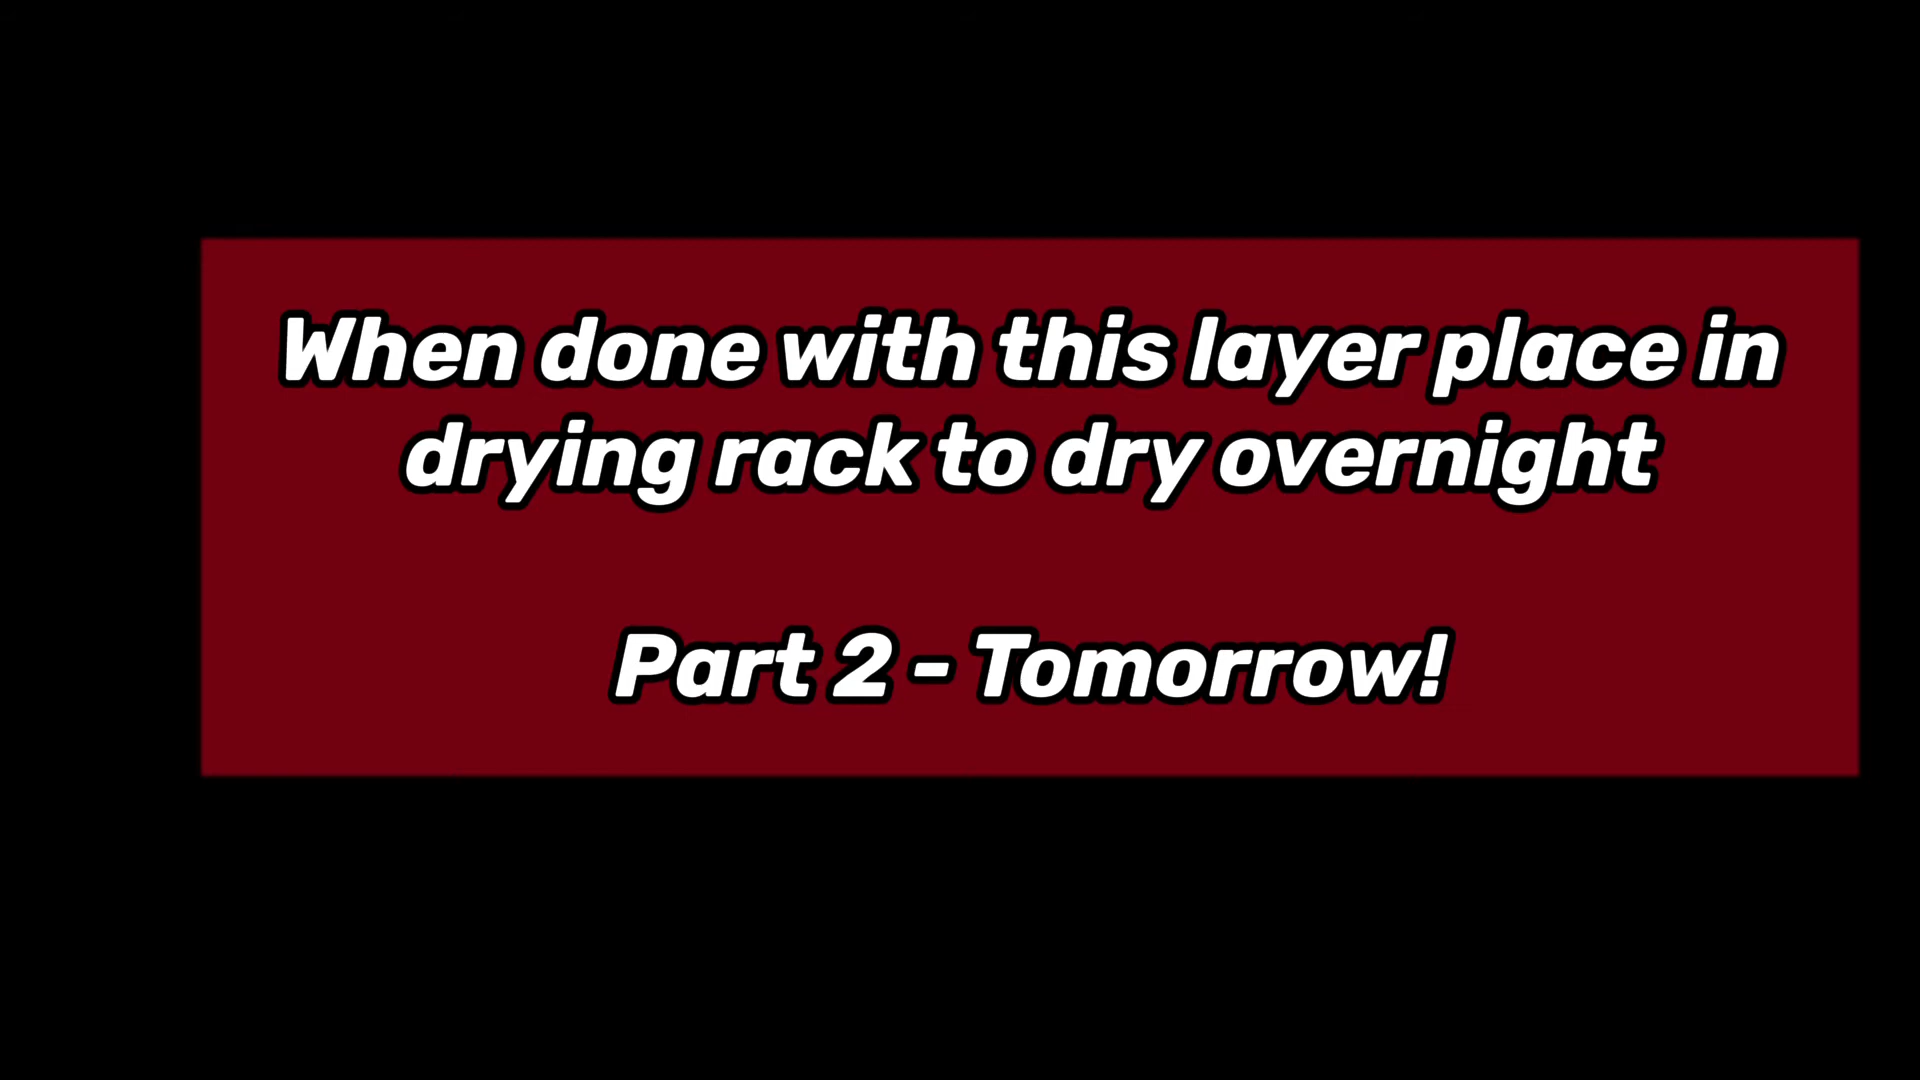 When done with this layer place in
drying rack to dry overnight
Part 2 - Tomorrow!